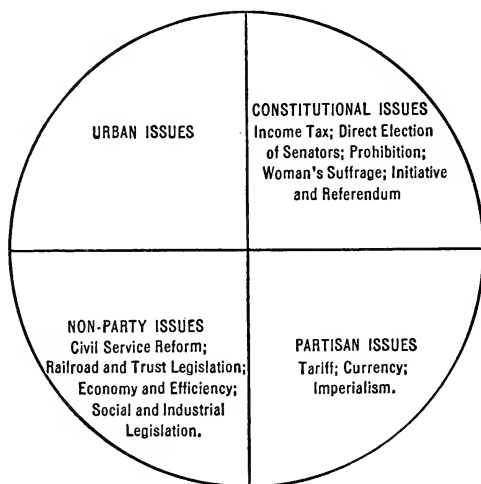 URBAN ISSUES
CONSTITUTIONAL ISSUES
Income Tax; Direct Election
of Senators; Prohibition;
Woman's Suffrage; Initiative
and Referendum
NON-PARTY ISSUES
Civil Service Reform;
Railroad and Trust Legislation;
Economy and Efficiency;
Social and Industrial
Legislation.
PARTISAN ISSUES
Tariff; Currency;
Imperialism.